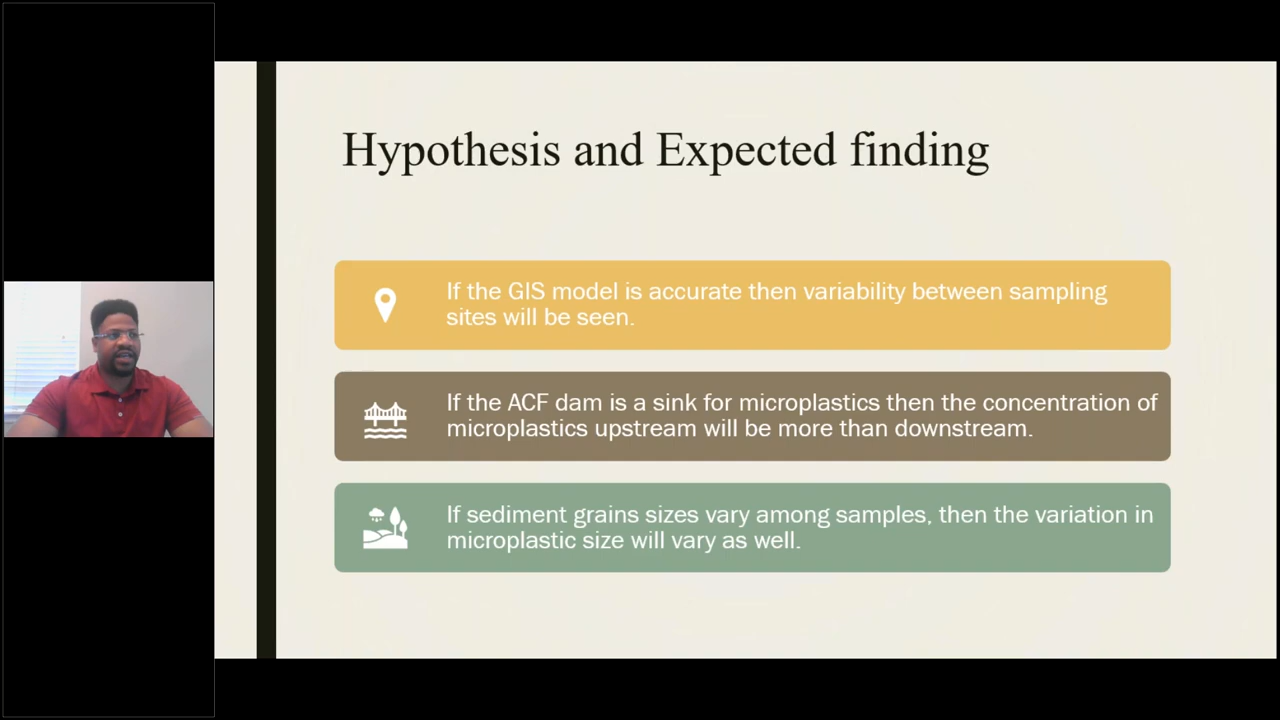 Hypothesis and Expected finding
If the GIS model is accurate then variability between sampling
sites will be seen.
If the ACF dam is a sink for microplastics then the concentration of
microplastics upstream will be more than downstream.
If sediment grains sizes vary among samples, then the variation in
microplastic size will vary as well.